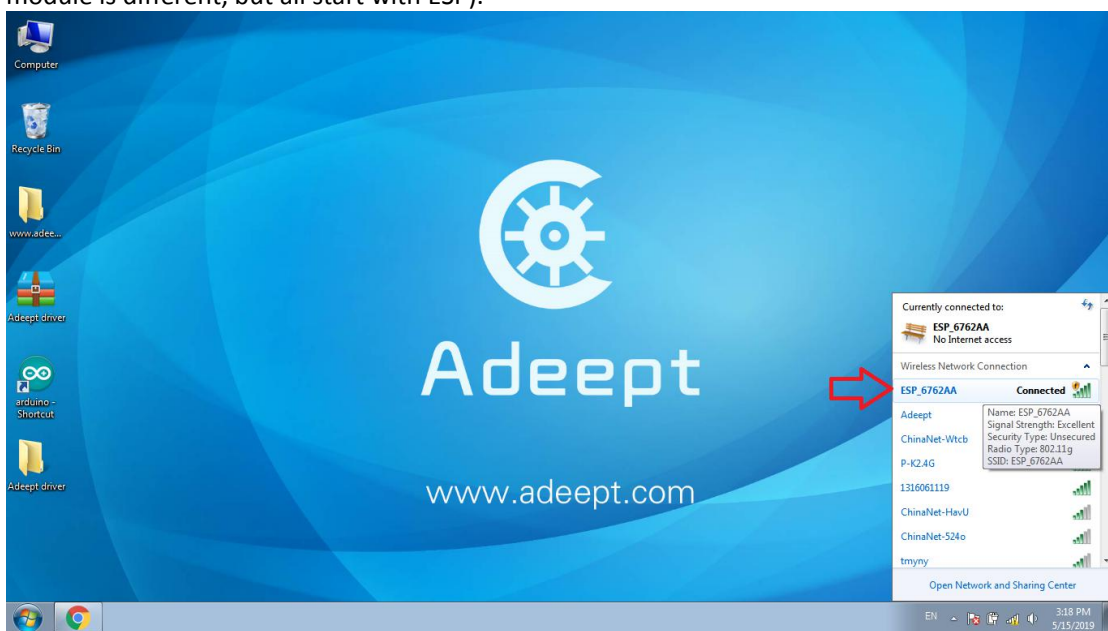 module is different, but all start with ESP).
Computer
Recycle Bin
www.adee...
Adeept driver
arduino -
Shortcut
Adeept driver
Adeept
www.adeept.com
Currently connected to:
ESP_6762AA
No Internet access
Wireless Network Connection
ESP_6762AA Connected
Adeept
ChinaNet-Wtcb
P-K2.4G
Name: ESP_6762AA
Signal Strength: Excellent
Security Type: Unsecured
Radio Type: 802.11g
SSID: ESP_6762AA
1316061119
ChinaNet-HavU
ChinaNet-524o
tmyny
Open Network and Sharing Center
EN
3:18 PM
5/15/2019